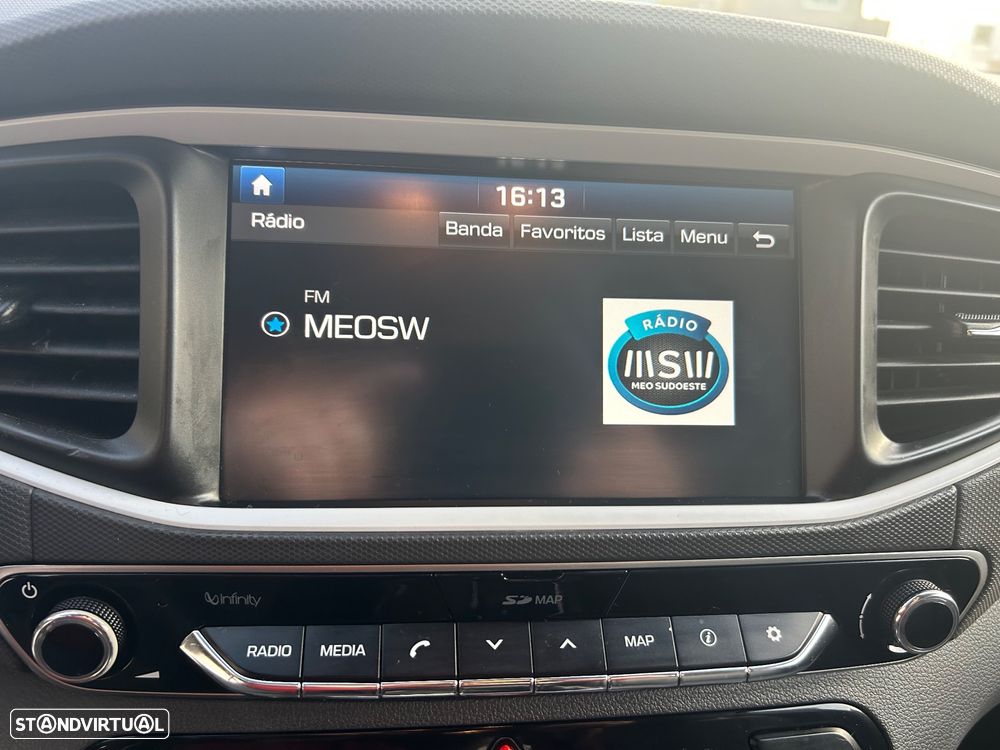 16:13
Rádio
Banda Favoritos Lista Menu
FM
MEOSW
RÁDIO
MSW
MEO SUDOESTE
infinity
SD MAP
RADIO MEDIA MAP
STANDVIRTUAL